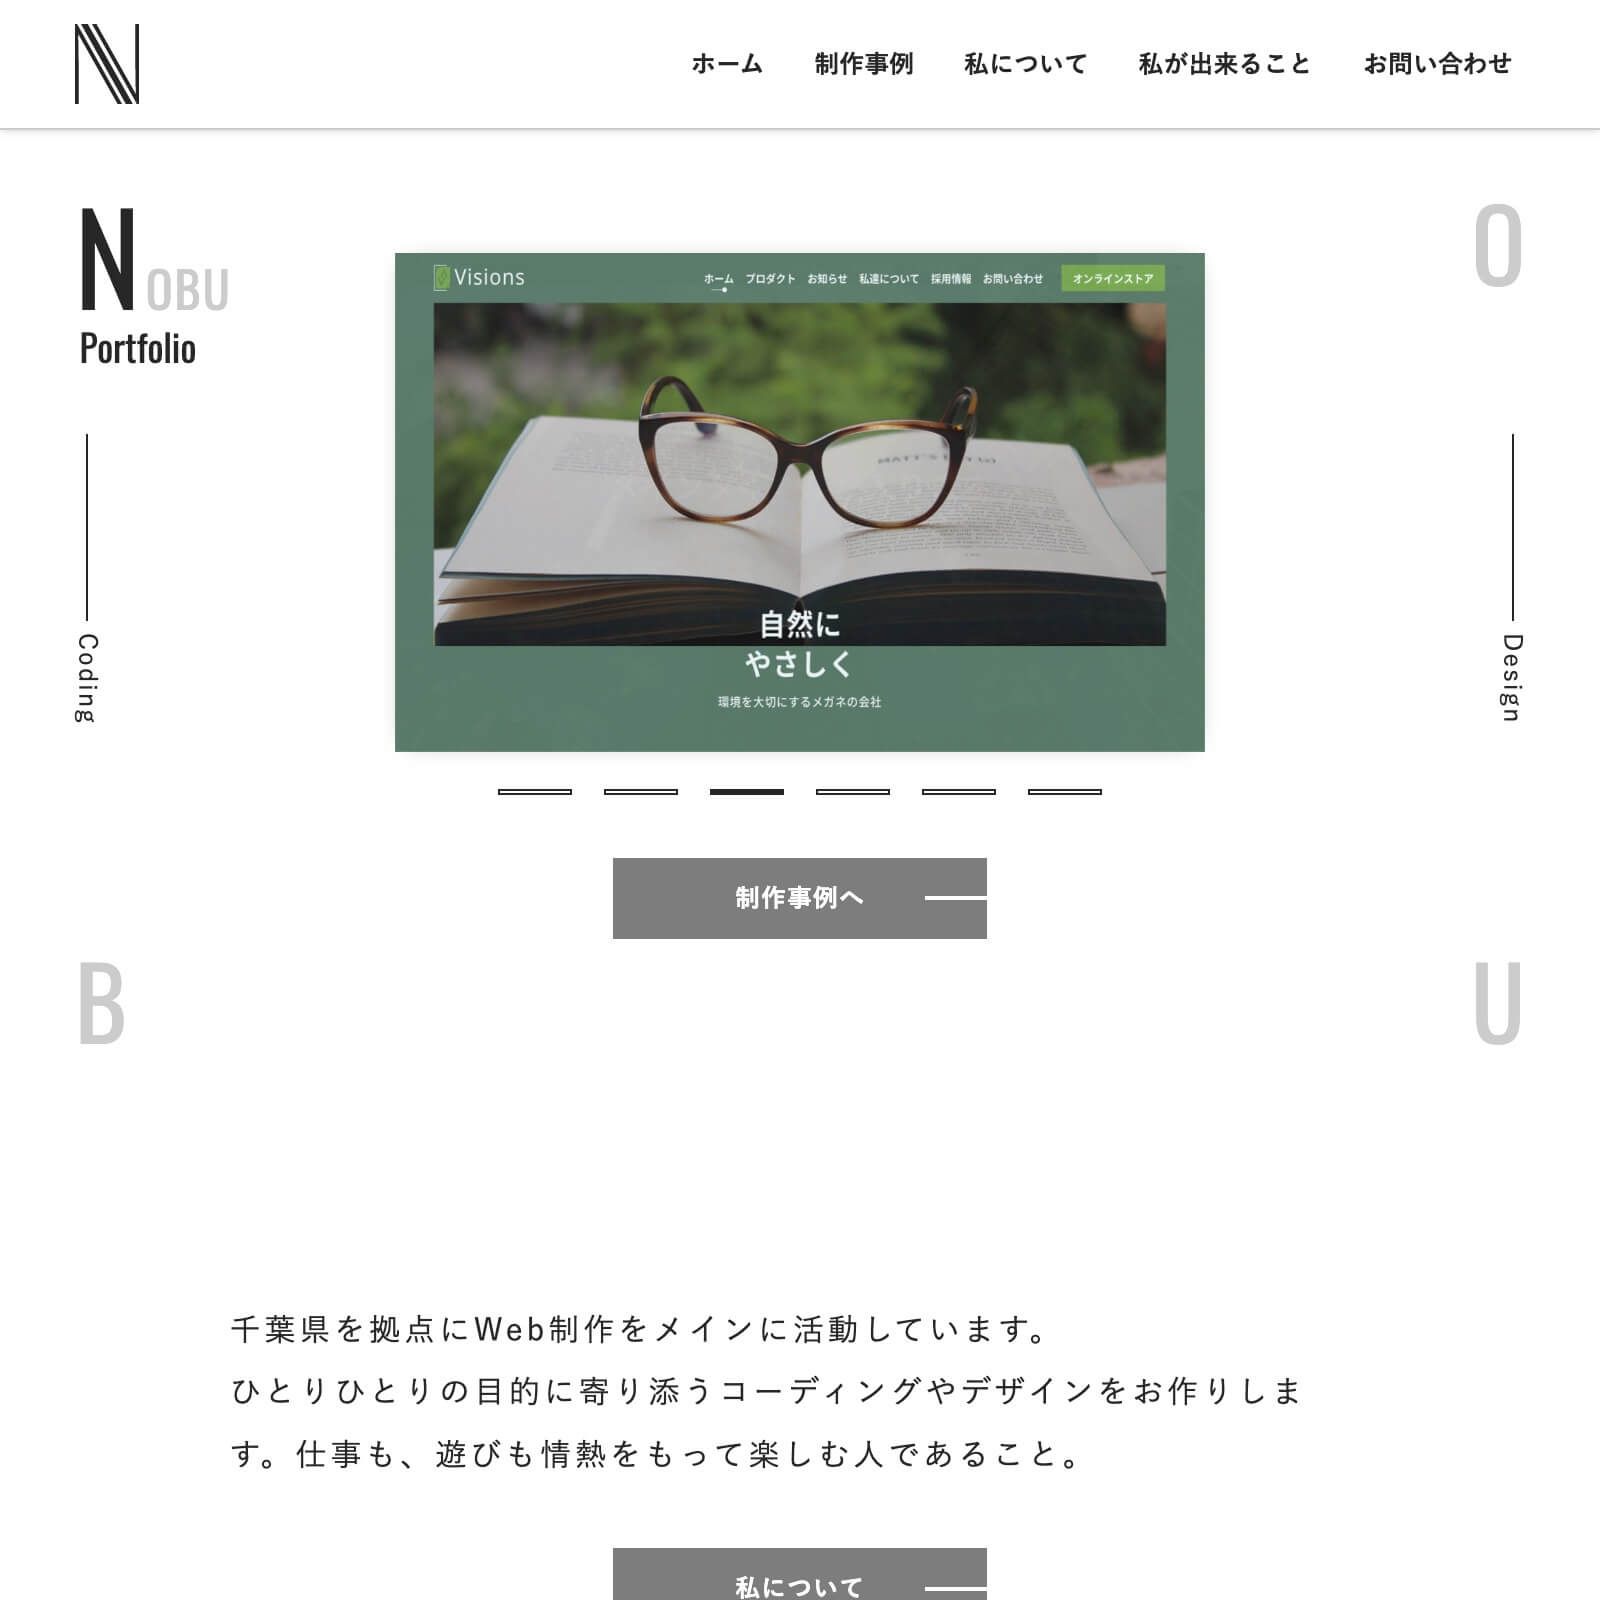 N
ホーム 制作事例 私について 私が出来ること お問い合わせ
NOBU
Portfolio
O
Visions
ホーム プロダクト お知らせ 私達について 採用情報 お問い合わせ オンラインストア
自然に
やさしく
環境を大切にするメガネの会社
Coding
Design
制作事例へ
B
U
千葉県を拠点にWeb制作をメインに活動しています。
ひとりひとりの目的に寄り添うコーディングやデザインをお作りしま
す。仕事も、遊びも情熱をもって楽しむ人であること。
私について